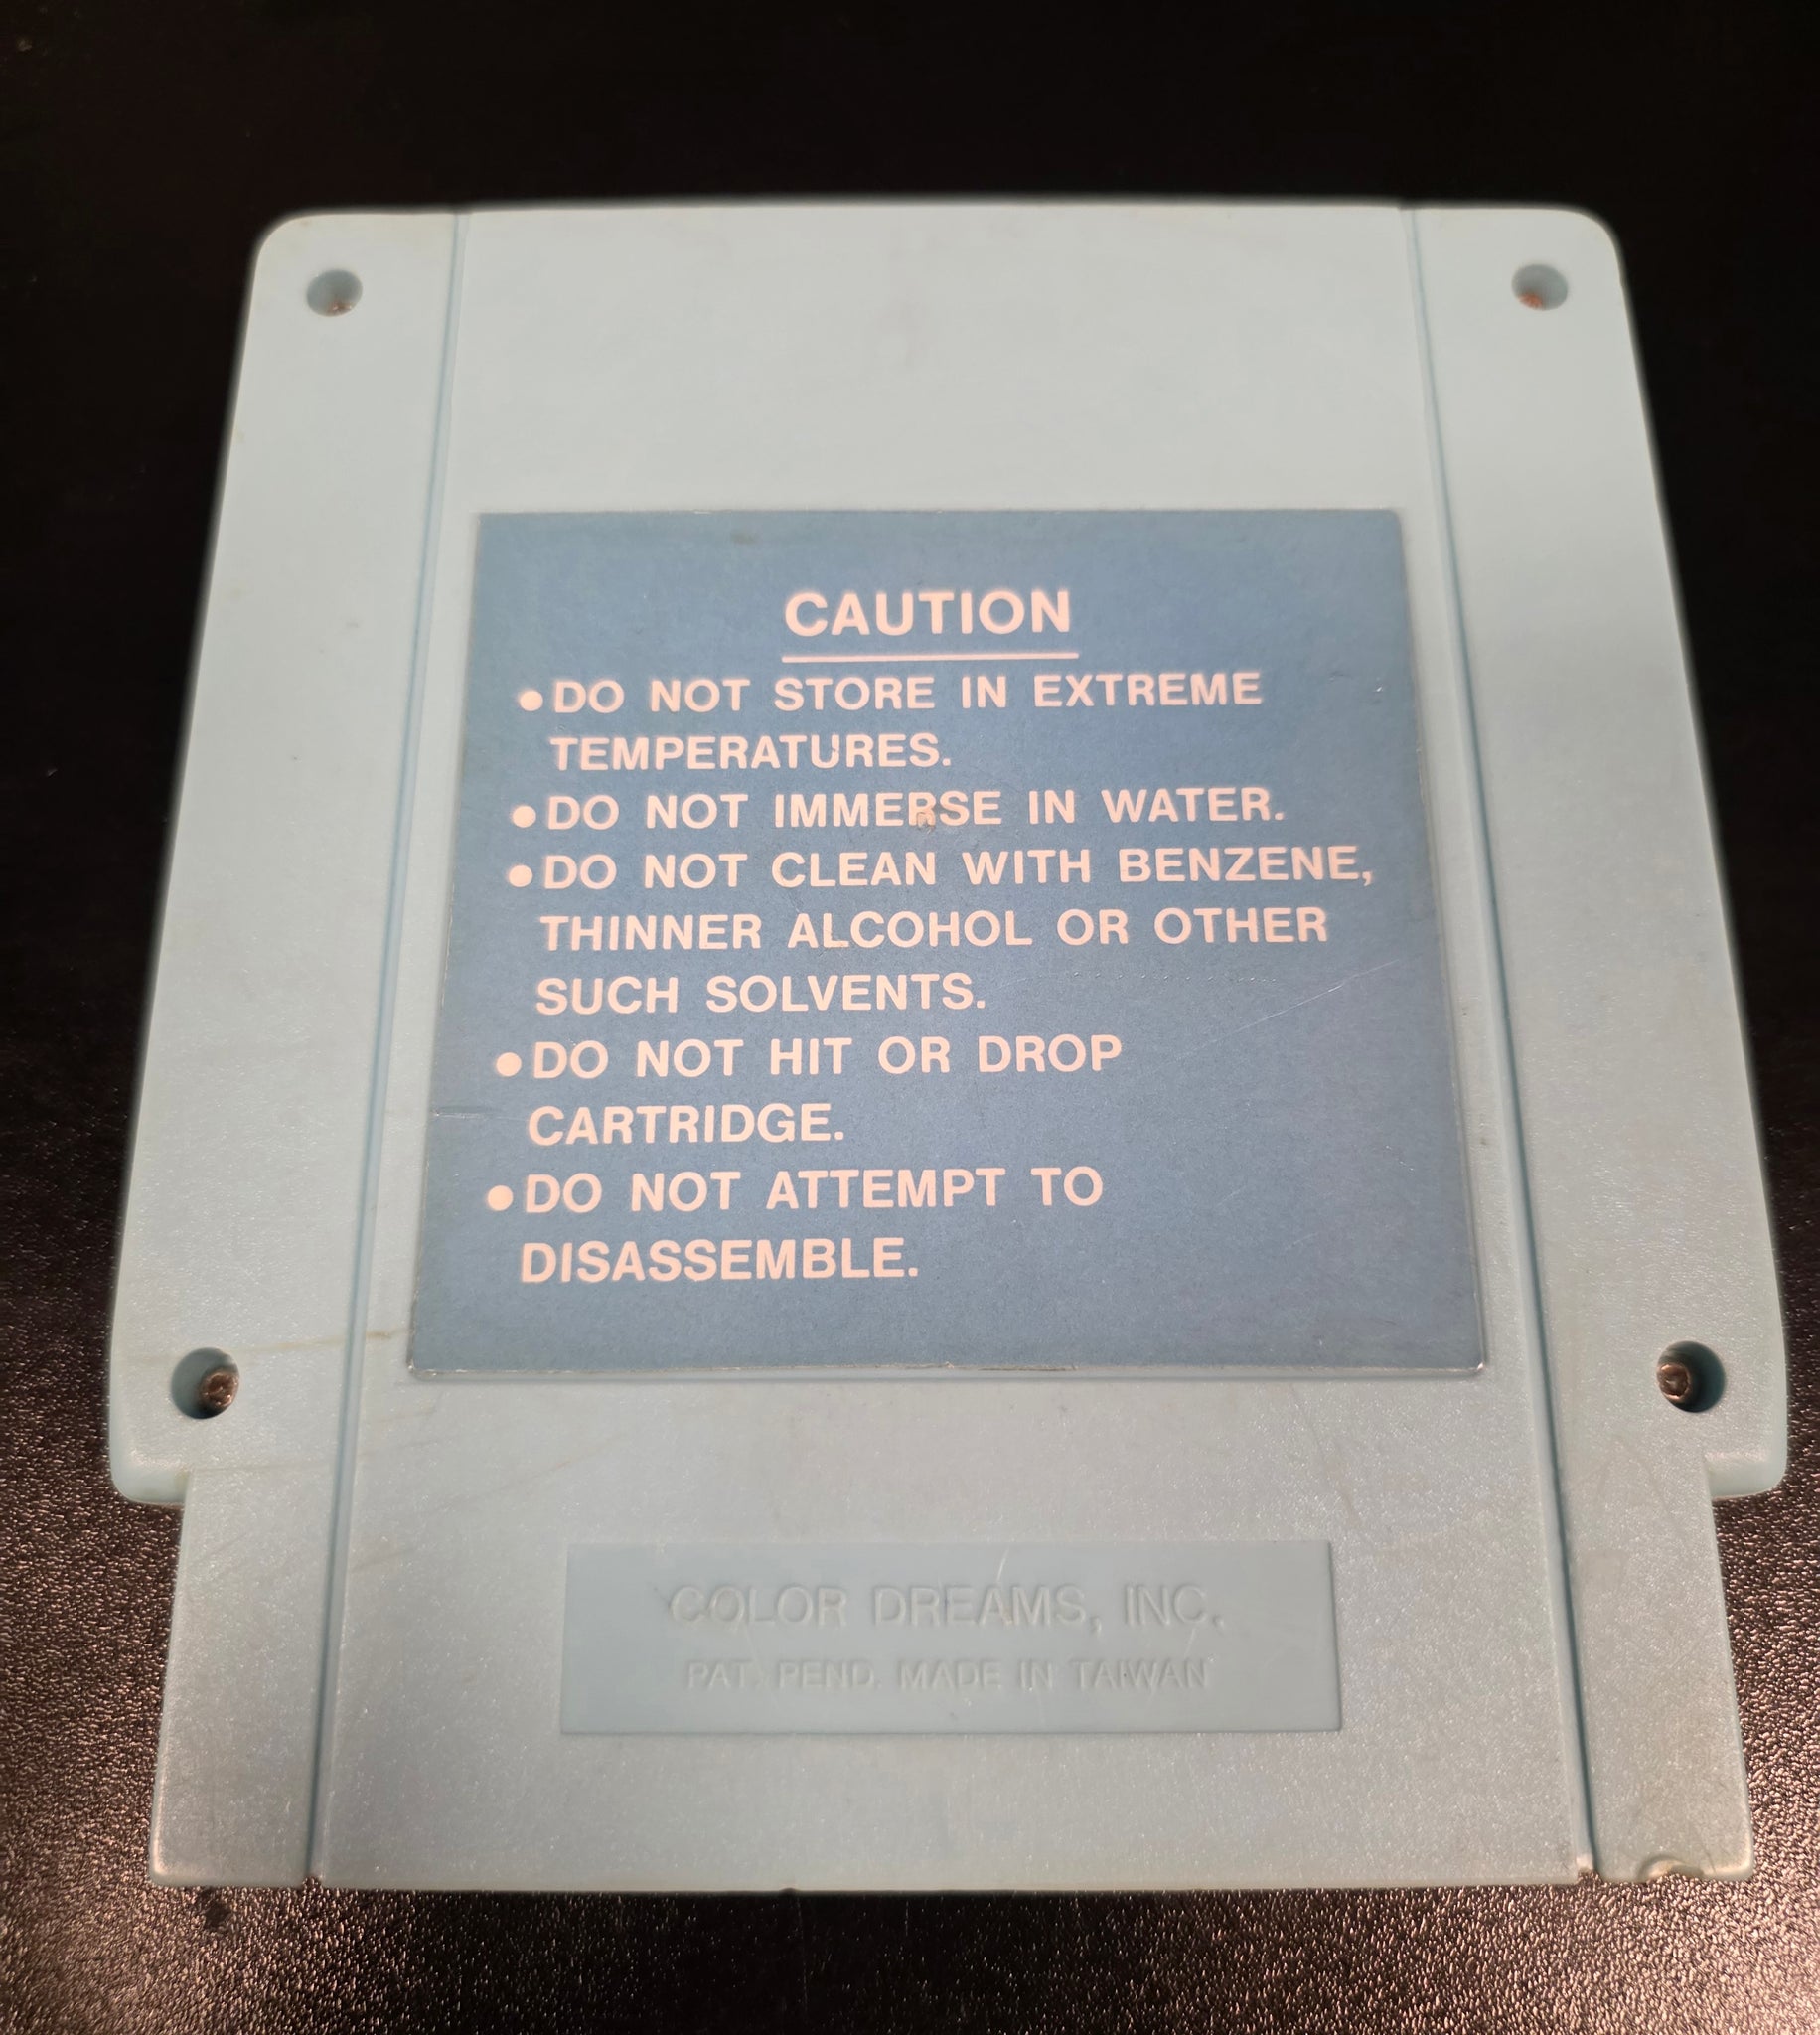 CAUTION
•DO NOT STORE IN EXTREME
TEMPERATURES.
•DO NOT IMMERSE IN WATER.
•DO NOT CLEAN WITH BENZENE,
THINNER ALCOHOL OR OTHER
SUCH SOLVENTS.
•DO NOT HIT OR DROP
CARTRIDGE.
•DO NOT ATTEMPT TO
DISASSEMBLE.
COLOR DREAMS, INC.
PAT. PEND. MADE IN TAIWAN